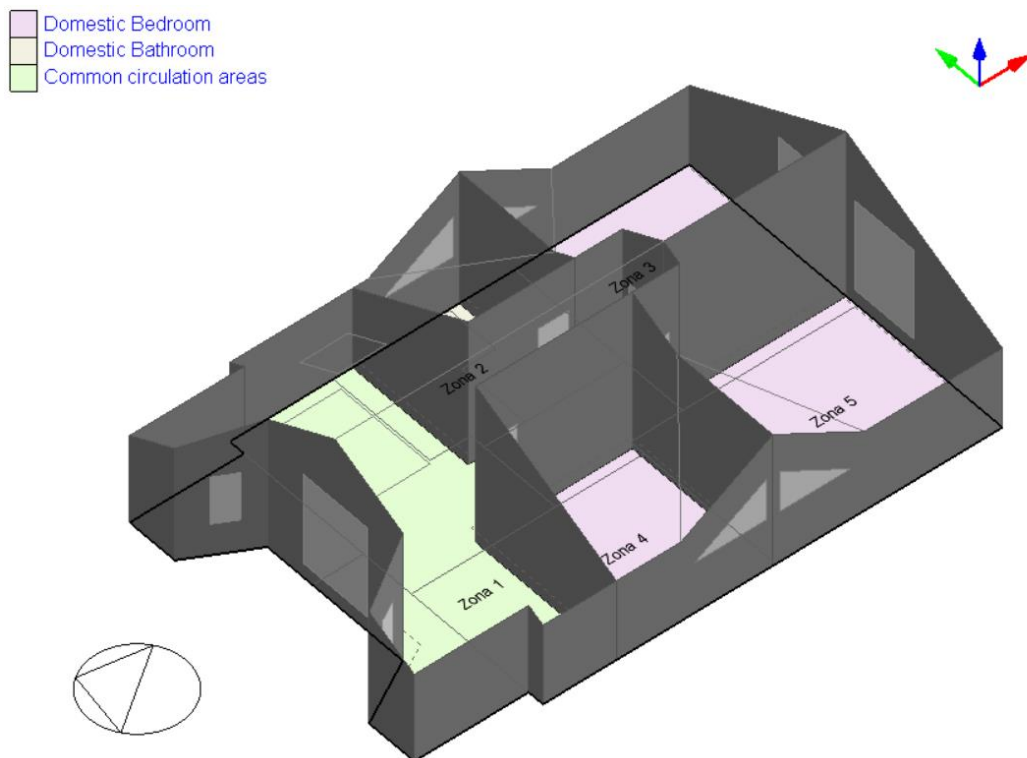 Domestic Bedroom
Domestic Bathroom
Common circulation areas
Zona 3
Zona 2
Zona 5
Zona 4
Zona 1